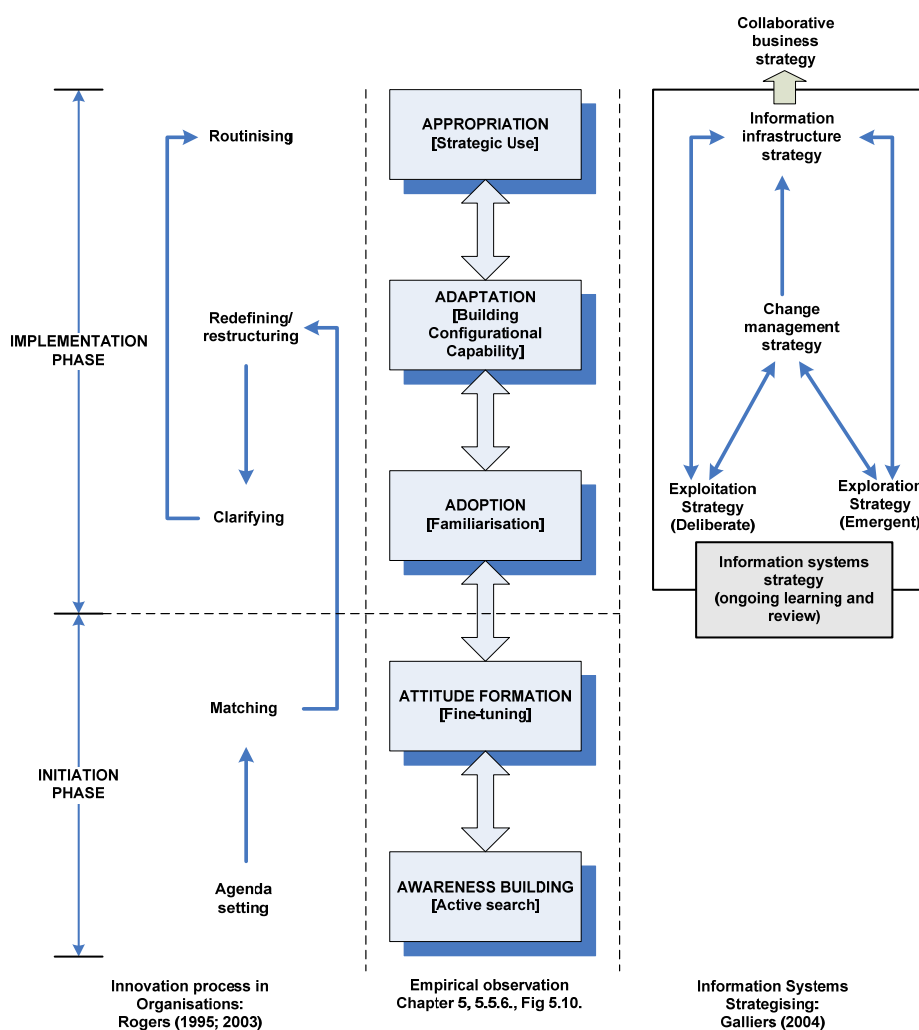 Collaborative
business
strategy
APPROPRIATION
[Strategic Use]
Routinising
Information
infrastructure
strategy
IMPLEMENTATION
PHASE
Redefining/
restructuring
ADAPTATION
[Building
Configurational
Capability]
Change
management
strategy
Clarifying
ADOPTION
[Familiarisation]
Exploitation
Strategy
(Deliberate)
Exploration
Strategy
(Emergent)
Information systems
strategy
(ongoing learning and
review)
INITIATION
PHASE
Matching
ATTITUDE FORMATION
[Fine-tuning]
Agenda
setting
AWARENESS BUILDING
[Active search]
Innovation process in
Organisations:
Rogers (1995; 2003)
Empirical observation
Chapter 5, 5.5.6., Fig 5.10.
Information Systems
Strategising:
Galliers (2004)